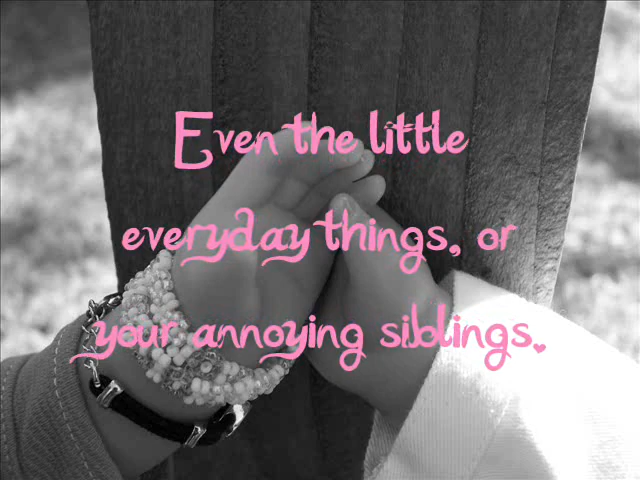 Even the little
everyday things, or
your annoying siblings.